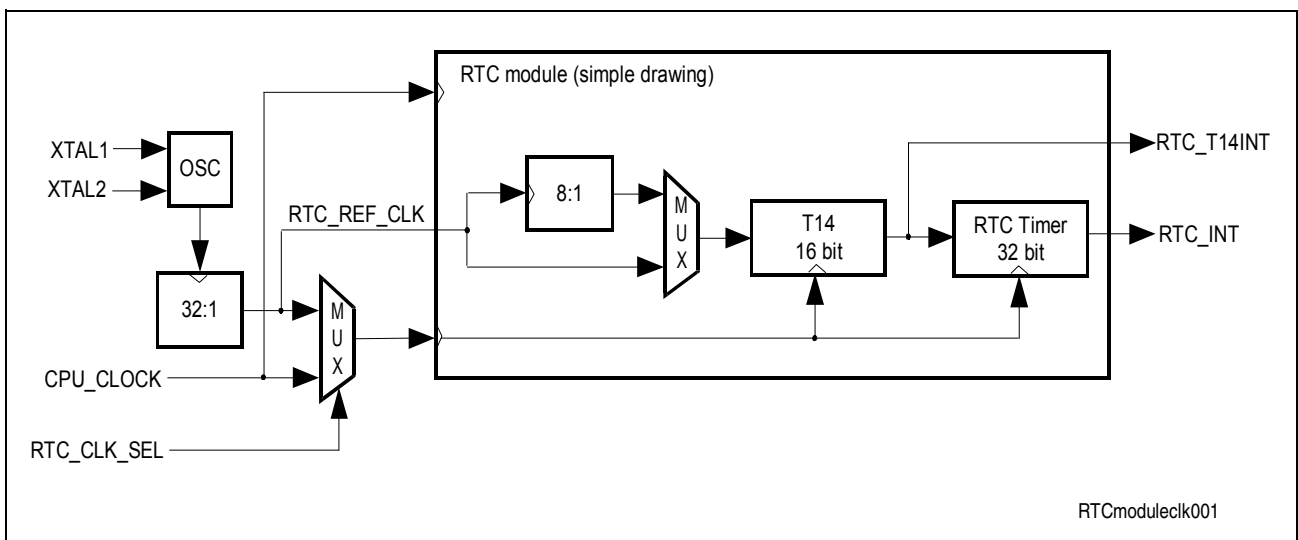 RTC module (simple drawing)
XTAL1
XTAL2
OSC
RTC_REF_CLK
8:1
M
U
X
T14
16 bit
RTC Timer
32 bit
RTC_T14INT
RTC_INT
32:1
M
U
X
CPU_CLOCK
RTC_CLK_SEL
RTCmoduleclk001